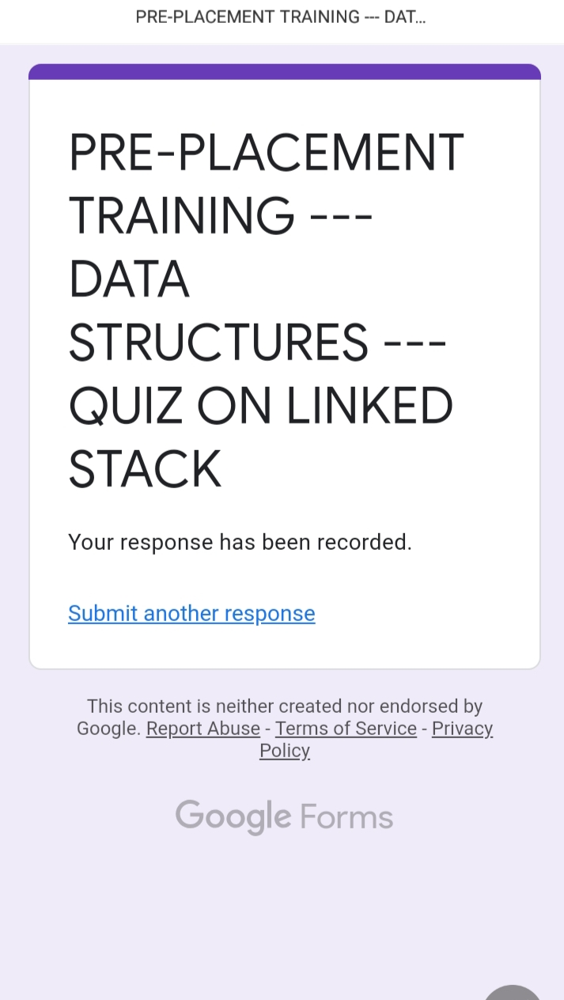 PRE-PLACEMENT TRAINING --- DAT...
PRE-PLACEMENT
TRAINING ---
DATA
STRUCTURES ---
QUIZ ON LINKED
STACK
Your response has been recorded.
Submit another response
This content is neither created nor endorsed by
Google. Report Abuse - Terms of Service - Privacy
Policy
Google Forms